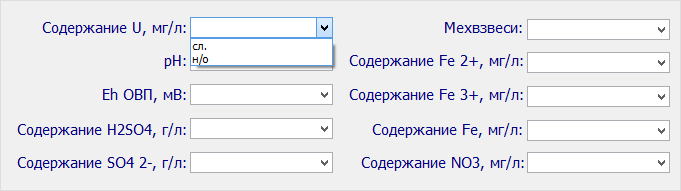 Содержание U, мг/л:
сл.
н/о
pH:
Eh ОВП, мВ:
Содержание H2SO4, г/л:
Содержание SO4 2-, г/л:
Мехвзвеси:
Содержание Fe 2+, мг/л:
Содержание Fe 3+, мг/л:
Содержание Fe, мг/л:
Содержание NO3, мг/л: